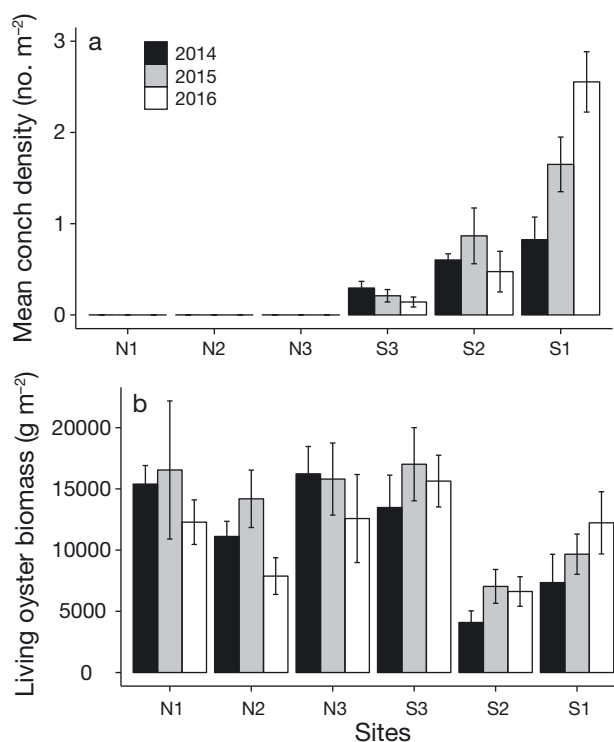 a
Mean conch density (no. m⁻²)
3
2
1
0
2014
2015
2016
N1 N2 N3 S3 S2 S1
b
Living oyster biomass (g m⁻²)
20000
15000
10000
5000
0
N1 N2 N3 S3 S2 S1
Sites